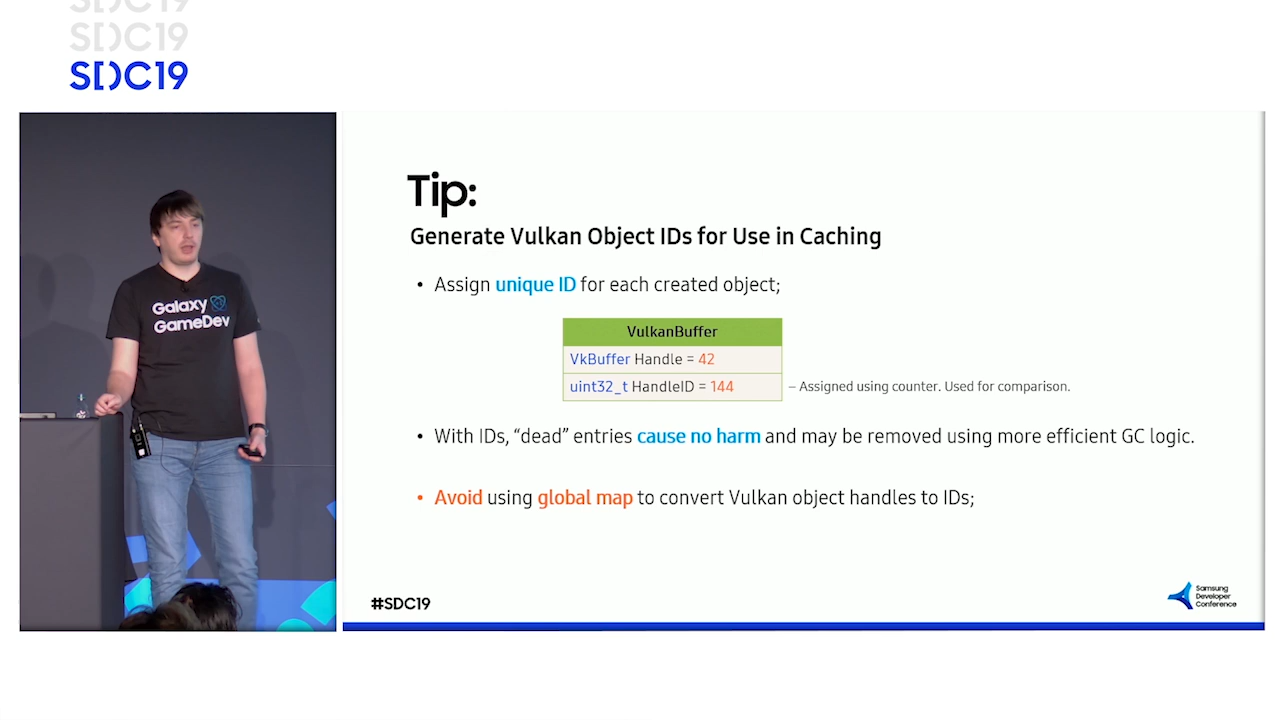 SDC19
SDC19
SDC19
Galaxy
GameDev
Tip:
Generate Vulkan Object IDs for Use in Caching
• Assign unique ID for each created object;
VulkanBuffer
VkBuffer Handle = 42
uint32_t HandleID = 144 – Assigned using counter. Used for comparison.
• With IDs, “dead” entries cause no harm and may be removed using more efficient GC logic.
• Avoid using global map to convert Vulkan object handles to IDs;
#SDC19
Samsung
Developer
Conference